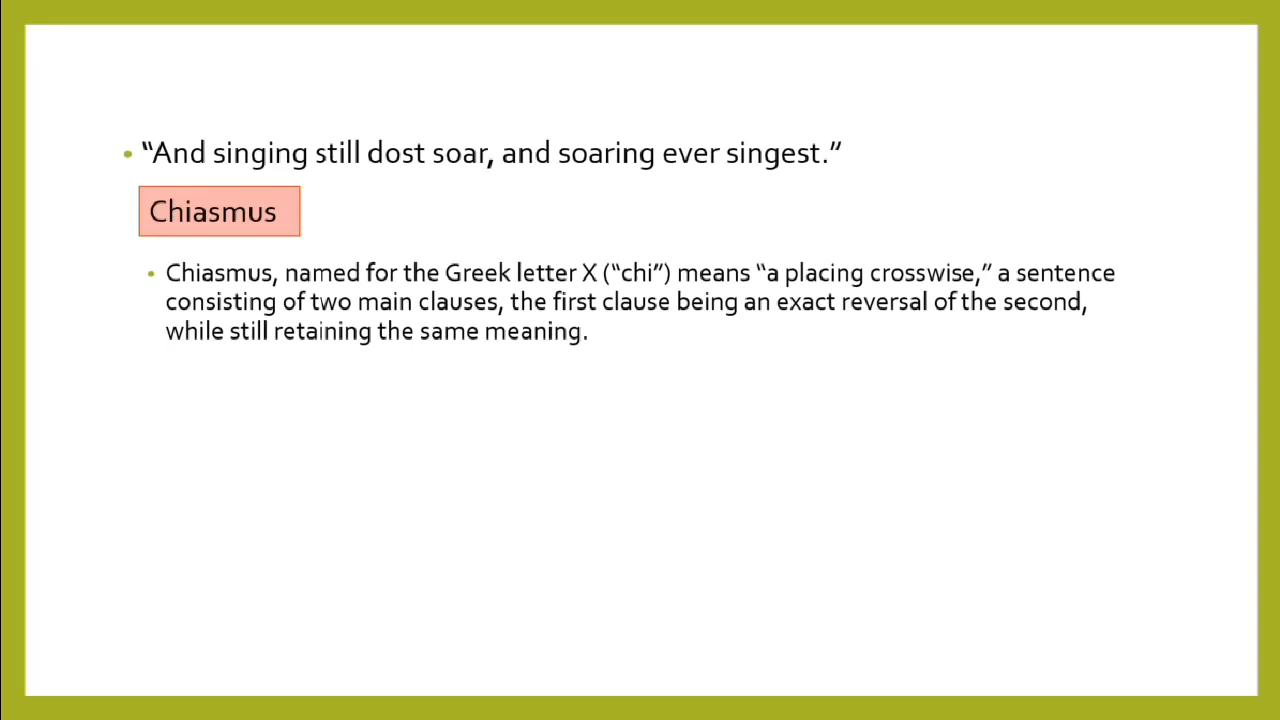 • “And singing still dost soar, and soaring ever singest.”
Chiasmus
• Chiasmus, named for the Greek letter X (“chi”) means “a placing crosswise,” a sentence
consisting of two main clauses, the first clause being an exact reversal of the second,
while still retaining the same meaning.